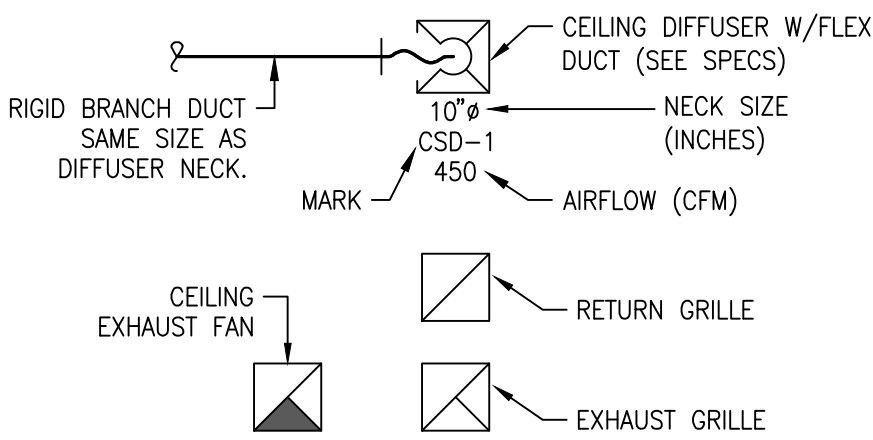 CEILING DIFFUSER W/FLEX
DUCT (SEE SPECS)
RIGID BRANCH DUCT
SAME SIZE AS
DIFFUSER NECK.
10"ø
NECK SIZE
(INCHES)
CSD-1
450
MARK
AIRFLOW (CFM)
CEILING
EXHAUST FAN
RETURN GRILLE
EXHAUST GRILLE